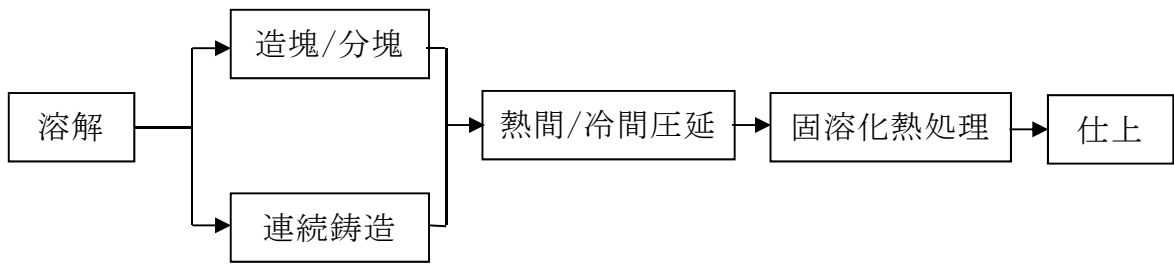 溶解
造塊/分塊
連続鋳造
熱間/冷間圧延
固溶化熱処理
仕上